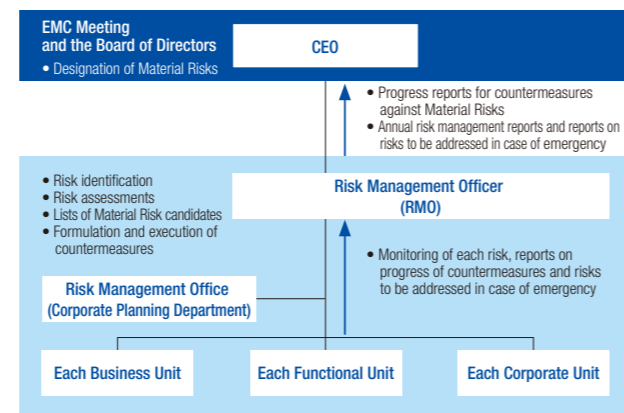 EMC Meeting
and the Board of Directors
• Designation of Material Risks
CEO
• Progress reports for countermeasures
against Material Risks
• Annual risk management reports and reports on
risks to be addressed in case of emergency
• Risk identification
• Risk assessments
• Lists of Material Risk candidates
• Formulation and execution of
countermeasures
Risk Management Officer
(RMO)
• Monitoring of each risk, reports on
progress of countermeasures and risks
to be addressed in case of emergency
Risk Management Office
(Corporate Planning Department)
Each Business Unit
Each Functional Unit
Each Corporate Unit